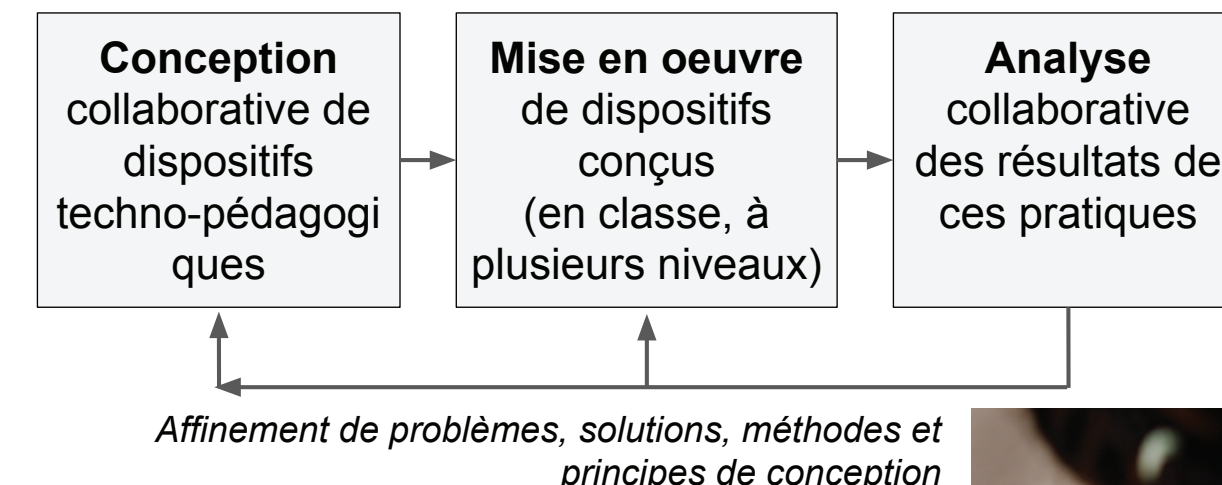 Conception
collaborative de
dispositifs
techno-pédagogi
ques
Mise en oeuvre
de dispositifs
conçus
(en classe, à
plusieurs niveaux)
Analyse
collaborative
des résultats de
ces pratiques
Affinement de problèmes, solutions, méthodes et
principes de conception